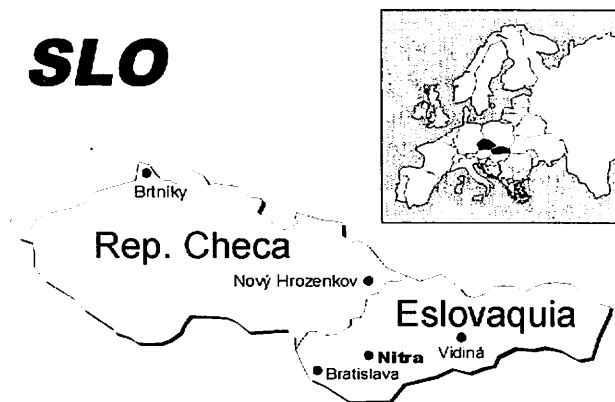 SLO
Brtníky
Rep. Checa
Nový Hrozenkov
Eslovaquia
Vidiná
Nitra
Bratislava